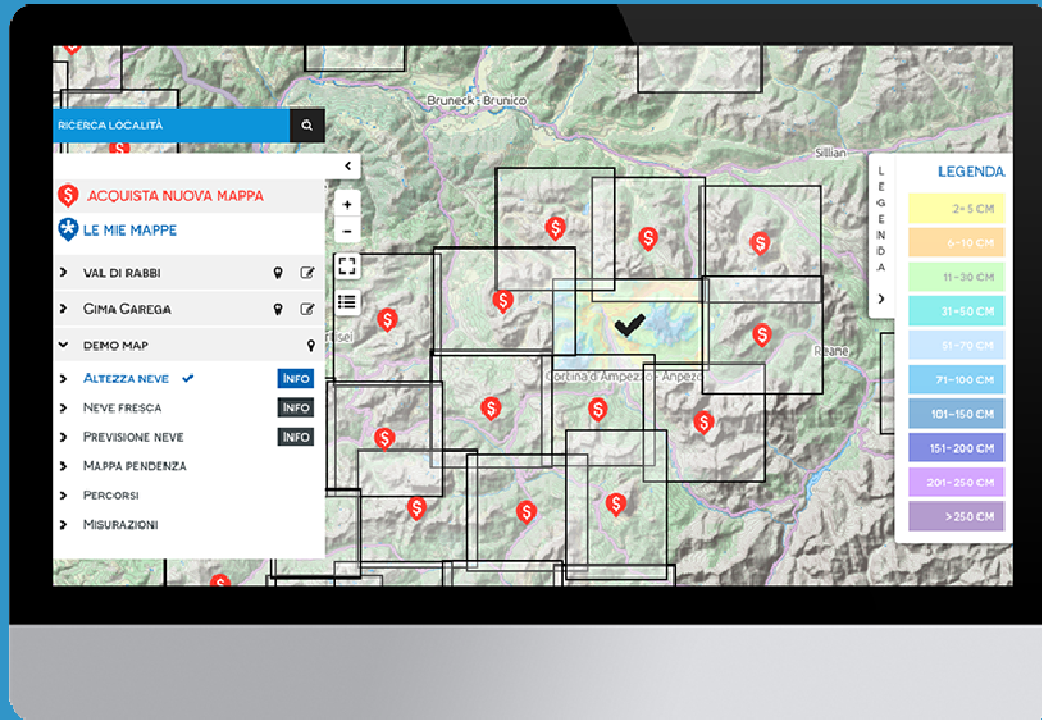 RICERCA LOCALITÀ
ACQUISTA NUOVA MAPPA
LE MIE MAPPE
VAL DI RABBI
CIMA CAREGA
DEMO MAP
ALTEZZA NEVE
INFO
NEVE FRESCA
INFO
PREVISIONE NEVE
INFO
MAPPA PENDENZA
PERCORSI
MISURAZIONI
Bruneck - Brunico
Sillian
Cortina d'Ampezzo - Anpezo
LEGENDA
LEGENDA
2-5 CM
6-10 CM
11-30 CM
31-50 CM
51-70 CM
71-100 CM
101-150 CM
151-200 CM
201-250 CM
>250 CM